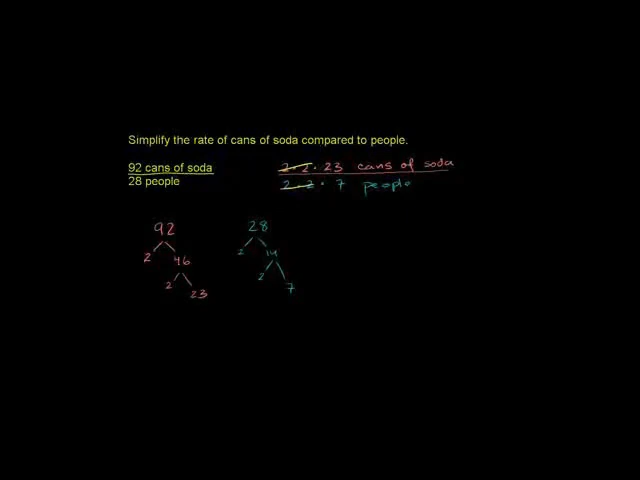 Simplify the rate of cans of soda compared to people.
92 cans of soda
28 people
2 · 2 · 23 cans of soda
2 · 2 · 7 people
92
2 46
2 23
28
2 14
2 7